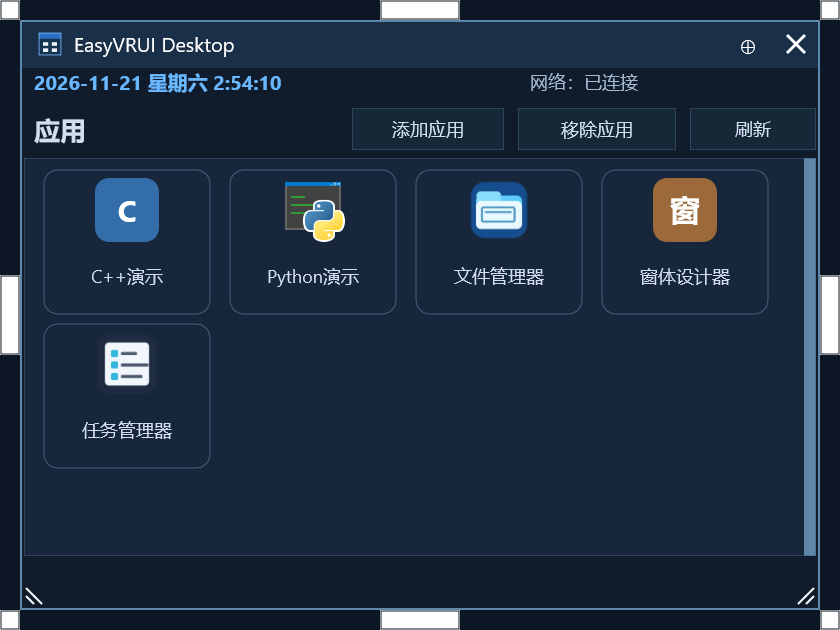 EasyVRUI Desktop
2026-11-21 星期六 2:54:10 网络：已连接
应用 添加应用 移除应用 刷新
C 窗
C++演示 Python演示 文件管理器 窗体设计器
任务管理器